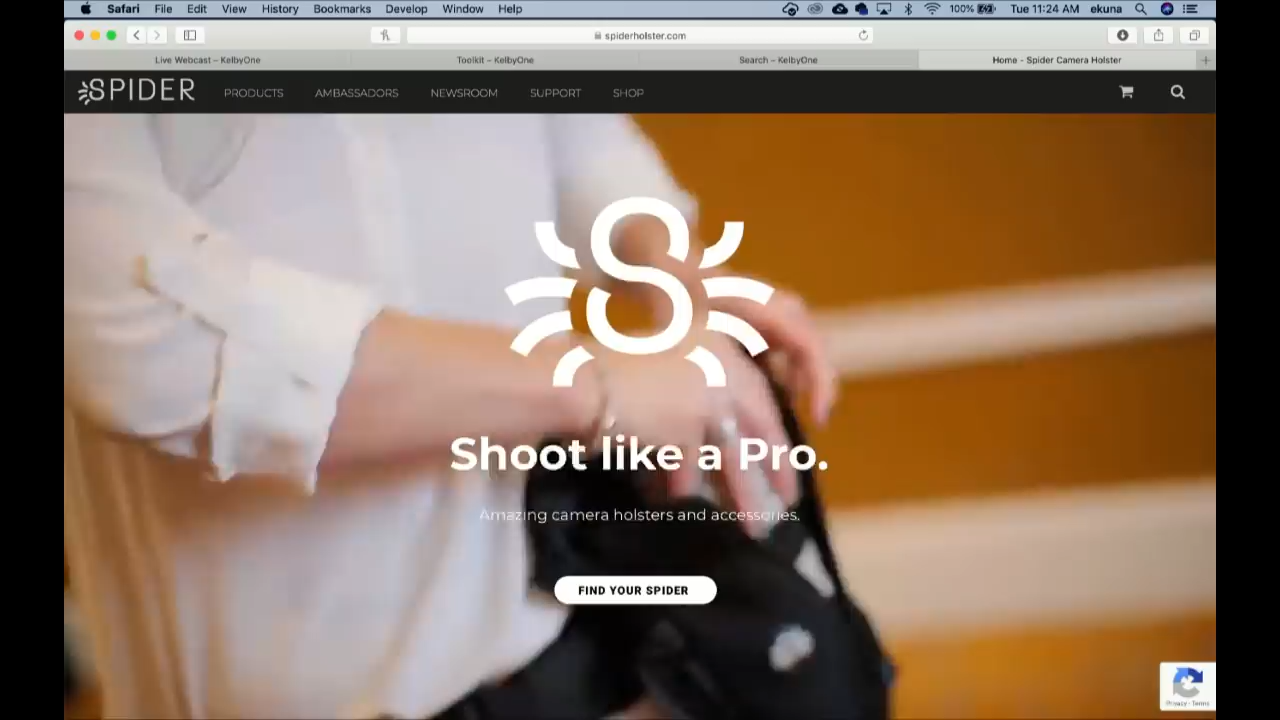 Safari File Edit View History Bookmarks Develop Window Help 100% Tue 11:24 AM ekuna
spiderholster.com
Live Webcast – KelbyOne Toolkit – KelbyOne Search – KelbyOne Home - Spider Camera Holster
SPIDER PRODUCTS AMBASSADORS NEWSROOM SUPPORT SHOP
S
Shoot like a Pro.
Amazing camera holsters and accessories.
FIND YOUR SPIDER
Privacy - Terms